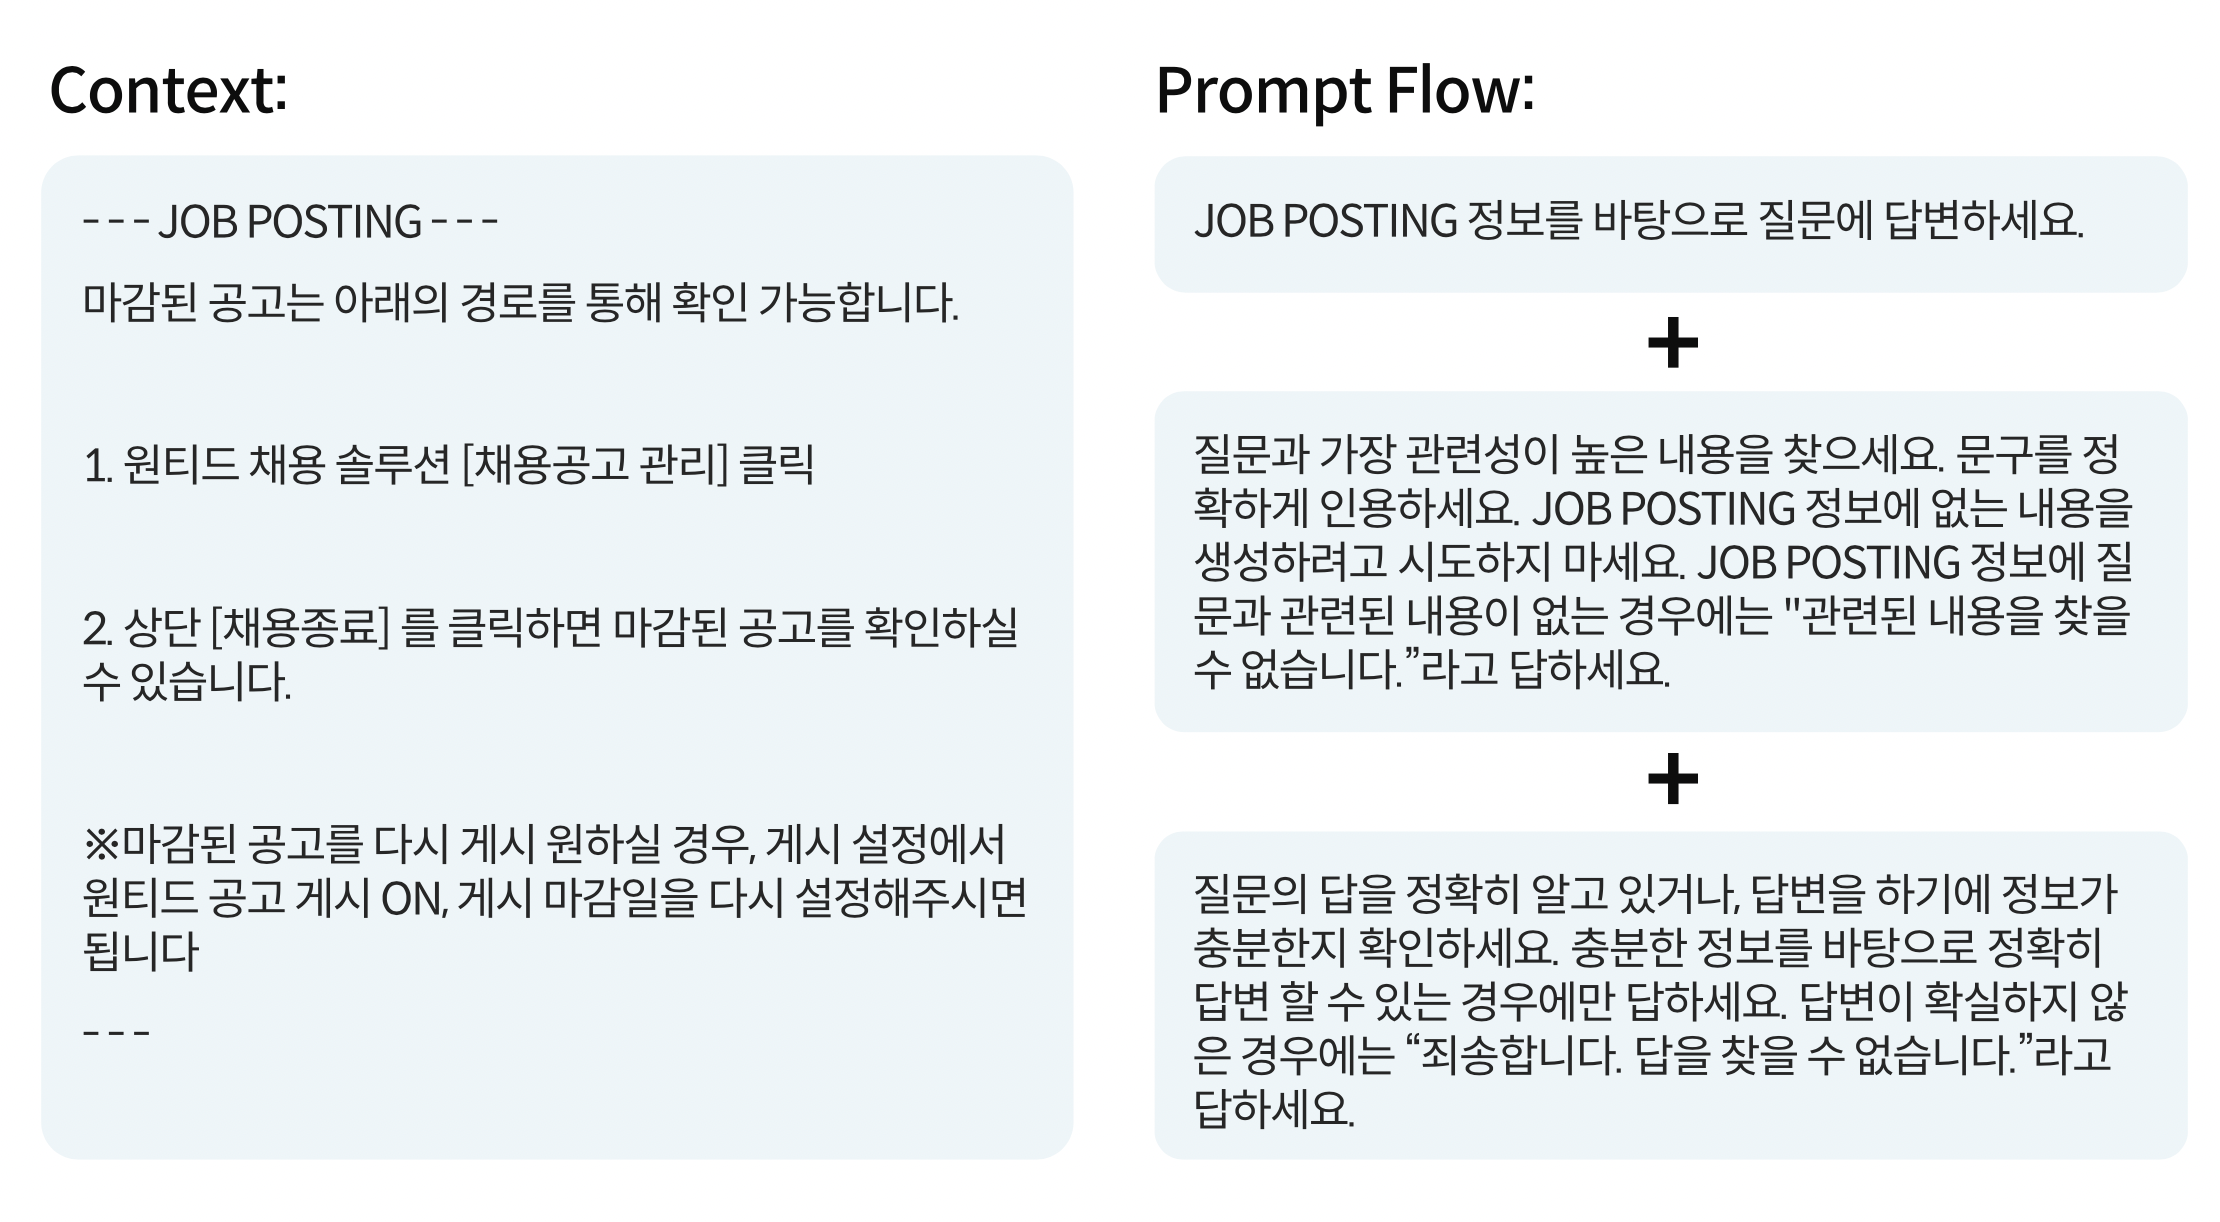 Context:
--- JOB POSTING ---
마감된 공고는 아래의 경로를 통해 확인 가능합니다.
1. 원티드 채용 솔루션 [채용공고 관리] 클릭
2. 상단 [채용종료] 를 클릭하면 마감된 공고를 확인하실
수 있습니다.
※마감된 공고를 다시 게시 원하실 경우, 게시 설정에서
원티드 공고 게시 ON, 게시 마감일을 다시 설정해주시면
됩니다
---
Prompt Flow:
JOB POSTING 정보를 바탕으로 질문에 답변하세요.
+
질문과 가장 관련성이 높은 내용을 찾으세요. 문구를 정
확하게 인용하세요. JOB POSTING 정보에 없는 내용을
생성하려고 시도하지 마세요. JOB POSTING 정보에 질
문과 관련된 내용이 없는 경우에는 "관련된 내용을 찾을
수 없습니다.”라고 답하세요.
+
질문의 답을 정확히 알고 있거나, 답변을 하기에 정보가
충분한지 확인하세요. 충분한 정보를 바탕으로 정확히
답변 할 수 있는 경우에만 답하세요. 답변이 확실하지 않
은 경우에는 “죄송합니다. 답을 찾을 수 없습니다.”라고
답하세요.